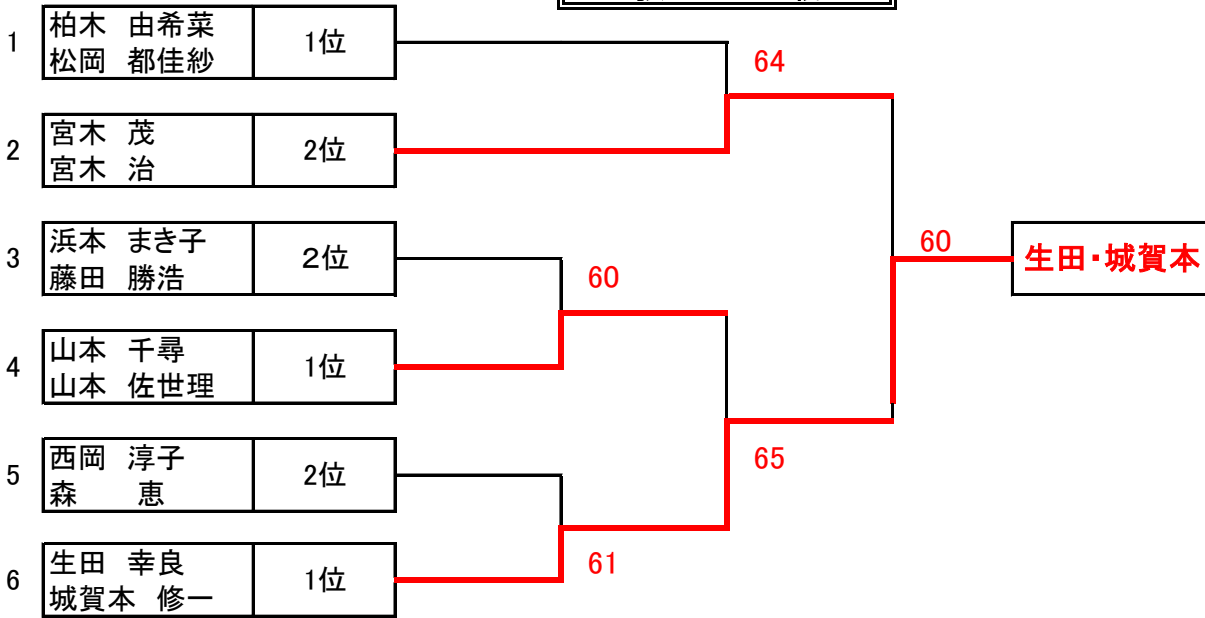 1
柏木 由希菜
松岡 都佳紗
1位
64
2
宮木 茂
宮木 治
2位
3
浜本 まき子
藤田 勝浩
2位
60
60
生田・城賀本
4
山本 千尋
山本 佐世理
1位
5
西岡 淳子
森 恵
2位
65
6
生田 幸良
城賀本 修一
1位
61